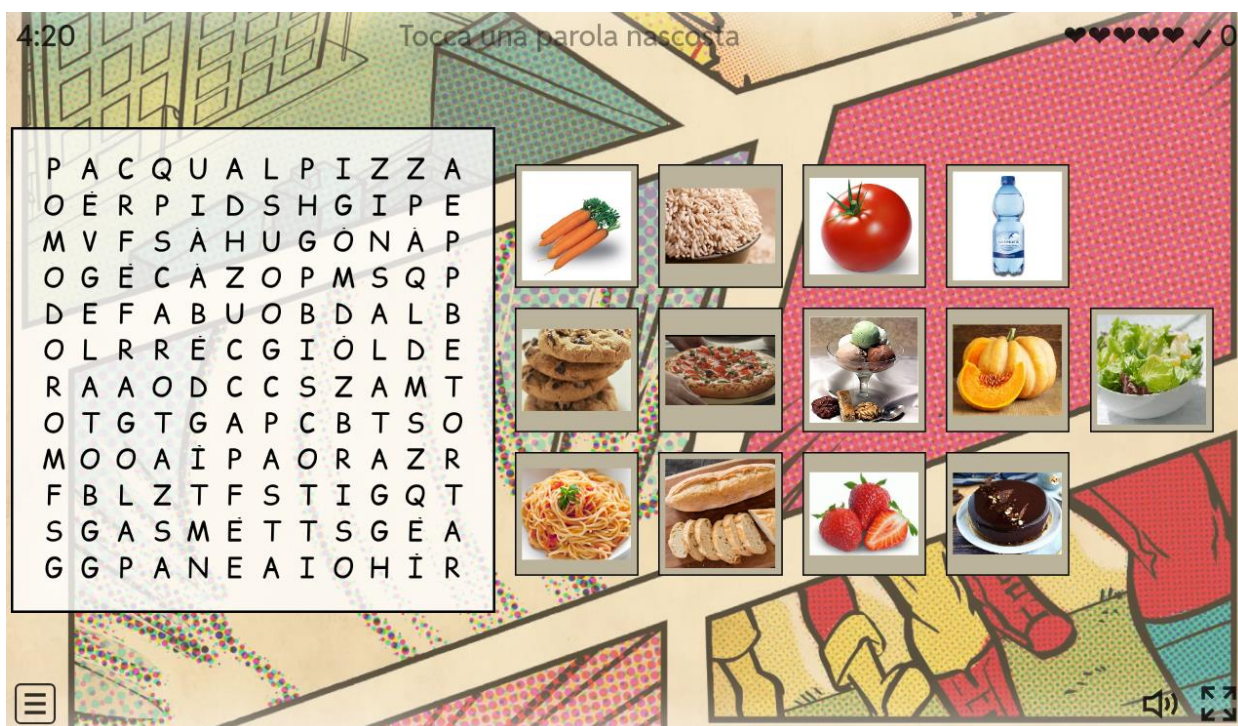 4:20
Tocca una parola nascosta
0
P A C Q U A L P I Z Z A
O É R P I D S H G I P E
M V F S À H U G Ò N À P
O G É C À Z O P M S Q P
D E F A B U O B D A L B
O L R R É C G I Ò L D E
R A A O D C C S Z A M T
O T G T G A P C B T S O
M O O A Ì P A O R A Z R
F B L Z T F S T I G Q T
S G A S M É T T S G É A
G G P A N E A I O H Ì R